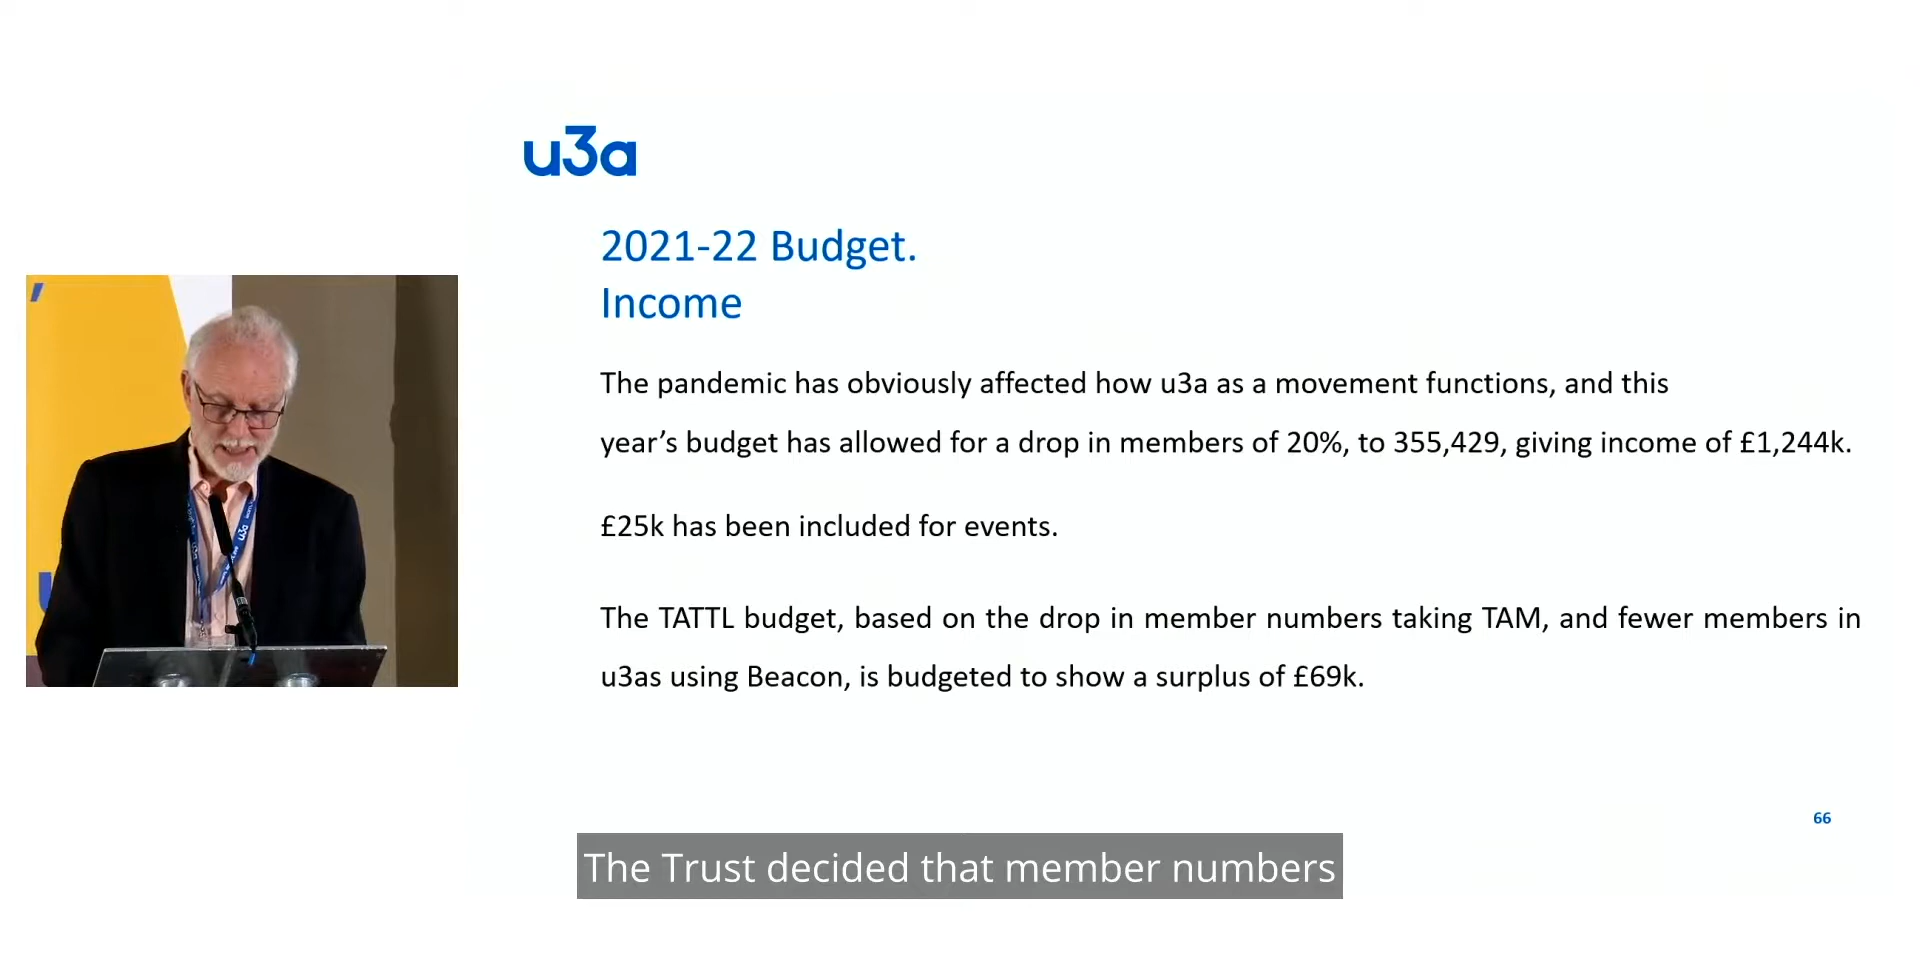 u3a
2021-22 Budget.
Income
The pandemic has obviously affected how u3a as a movement functions, and this
year’s budget has allowed for a drop in members of 20%, to 355,429, giving income of £1,244k.
£25k has been included for events.
The TATTL budget, based on the drop in member numbers taking TAM, and fewer members in
u3as using Beacon, is budgeted to show a surplus of £69k.
66
The Trust decided that member numbers
u3a